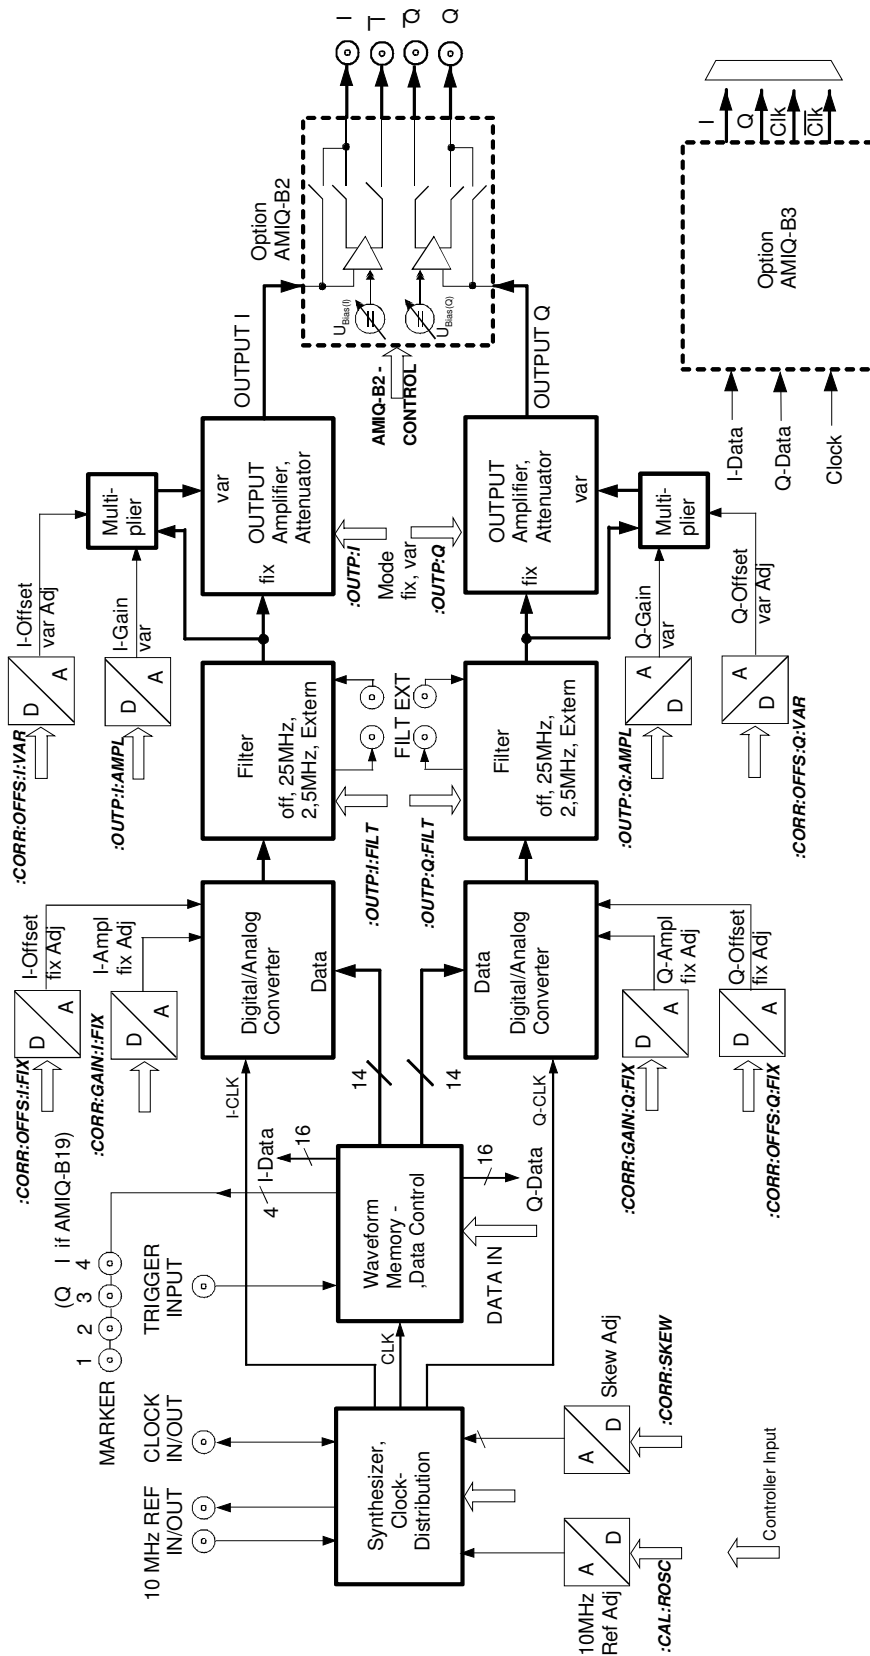 10 MHz REF
IN/OUT
CLOCK
IN/OUT
MARKER
1
2
3
4
(Q
I if AMIQ-B19)
TRIGGER
INPUT
Synthesizer,
Clock-
Distribution
CLK
Waveform
Memory -
,Data Control
DATA IN
4
I-Data
16
16
Q-Data
14
14
I-CLK
Q-CLK
10MHz
Ref Adj
A
D
:CAL:ROSC
A
D
Skew Adj
:CORR:SKEW
Controller Input
:CORR:OFFS:I:FIX
D
A
I-Offset
fix Adj
:CORR:GAIN:I:FIX
D
A
I-Ampl
fix Adj
Digital/Analog
Converter
Data
Data
Digital/Analog
Converter
:CORR:GAIN:Q:FIX
D
A
Q-Ampl
fix Adj
:CORR:OFFS:Q:FIX
D
A
Q-Offset
fix Adj
:CORR:OFFS:I:VAR
D
A
I-Offset
var Adj
:OUTP:I:AMPL
D
A
I-Gain
var
Filter
off, 25MHz,
2,5MHz, Extern
:OUTP:I:FILT
FILT EXT
:OUTP:Q:FILT
Filter
off, 25MHz,
2,5MHz, Extern
:OUTP:Q:AMPL
D
A
Q-Gain
var
:CORR:OFFS:Q:VAR
D
A
Q-Offset
var Adj
Multi-
plier
var
OUTPUT
Amplifier,
Attenuator
fix
:OUTP:I
Mode
fix, var
:OUTP:Q
OUTPUT
Amplifier,
Attenuator
fix
var
Multi-
plier
OUTPUT I
OUTPUT Q
AMIQ-B2 -
CONTROL
Option
AMIQ-B2
U Bias(I)
U Bias(Q)
I
I
Q
Q
I-Data
Q-Data
Clock
Option
AMIQ-B3
I
Q
Clk
Clk